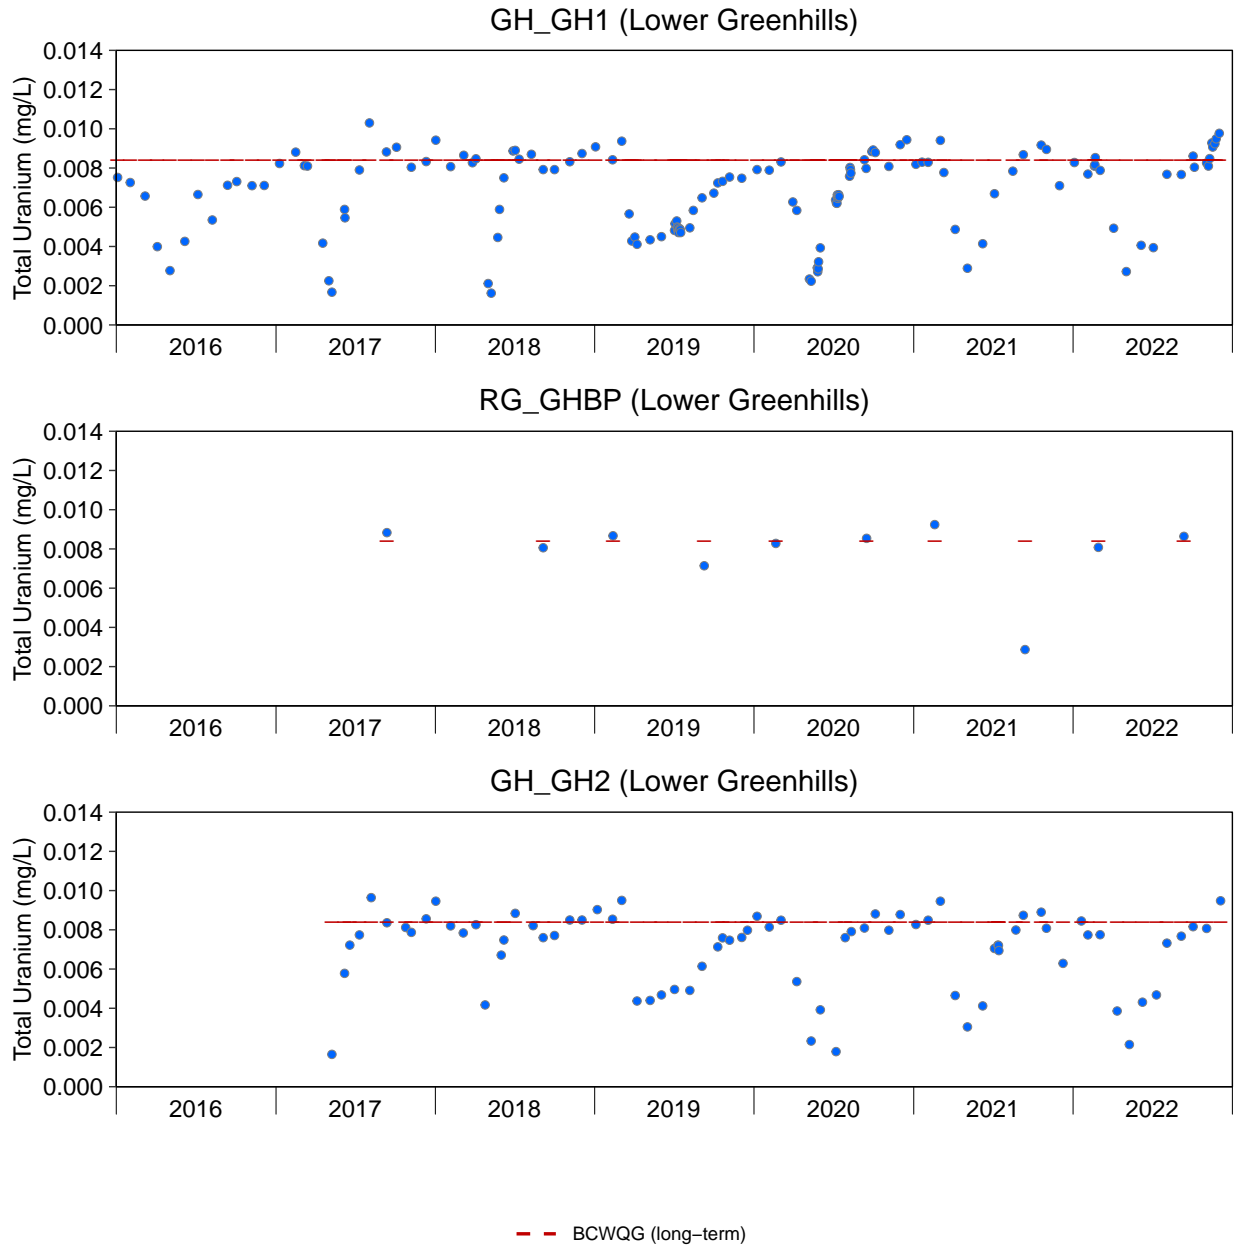 GH_GH1 (Lower Greenhills)
Total Uranium (mg/L)
0.014
0.012
0.010
0.008
0.006
0.004
0.002
0.000
2016 2017 2018 2019 2020 2021 2022
RG_GHBP (Lower Greenhills)
Total Uranium (mg/L)
0.014
0.012
0.010
0.008
0.006
0.004
0.002
0.000
2016 2017 2018 2019 2020 2021 2022
GH_GH2 (Lower Greenhills)
Total Uranium (mg/L)
0.014
0.012
0.010
0.008
0.006
0.004
0.002
0.000
2016 2017 2018 2019 2020 2021 2022
BCWQG (long−term)